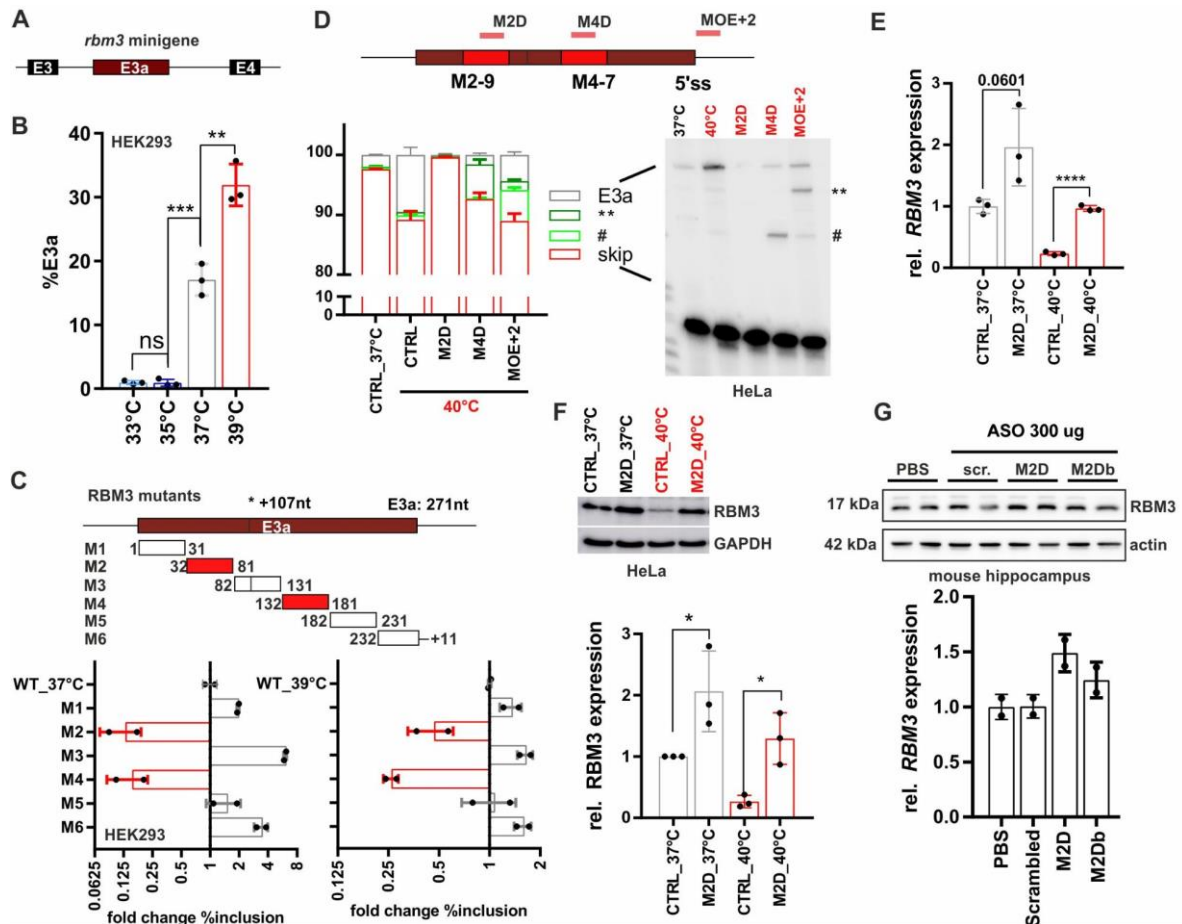 A
rbm3 minigene
E3
E3a
E4
B
HEK293
**
***
ns
%E3a
40
30
20
10
0
33°C
35°C
37°C
39°C
C
RBM3 mutants
* +107nt
E3a: 271nt
E3a
M1
1
31
M2
32
81
M3
82
131
M4
132
181
M5
182
231
M6
232
+11
WT_37°C
M1
M2
M3
M4
M5
M6
HEK293
0.0625
0.125
0.25
0.5
1
2
4
8
fold change %inclusion
WT_39°C
0.125
0.25
0.5
1
2
fold change %inclusion
D
M2D
M4D
MOE+2
M2-9
M4-7
5'ss
100
90
80
10
0
CTRL_37°C
CTRL
M2D
M4D
MOE+2
40°C
E3a
**
#
skip
37°C
40°C
M2D
M4D
MOE+2
**
#
HeLa
E
rel. RBM3 expression
3
2
1
0
0.0601
****
CTRL_37°C
M2D_37°C
CTRL_40°C
M2D_40°C
F
CTRL_37°C
M2D_37°C
CTRL_40°C
M2D_40°C
RBM3
GAPDH
HeLa
rel. RBM3 expression
3
2
1
0
*
*
CTRL_37°C
M2D_37°C
CTRL_40°C
M2D_40°C
G
ASO 300 ug
PBS
scr.
M2D
M2Db
17 kDa
RBM3
42 kDa
actin
mouse hippocampus
rel. RBM3 expression
2.0
1.5
1.0
0.5
0.0
PBS
Scrambled
M2D
M2Db